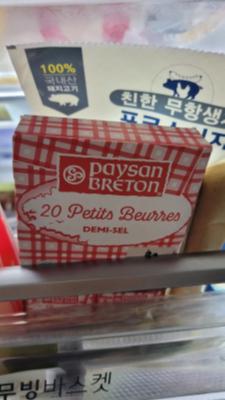 100%
국내산
돼지고기
친한 무항생
paysan
BRETON
20 Petits Beurres
DEMI-SEL
무빙바스켓